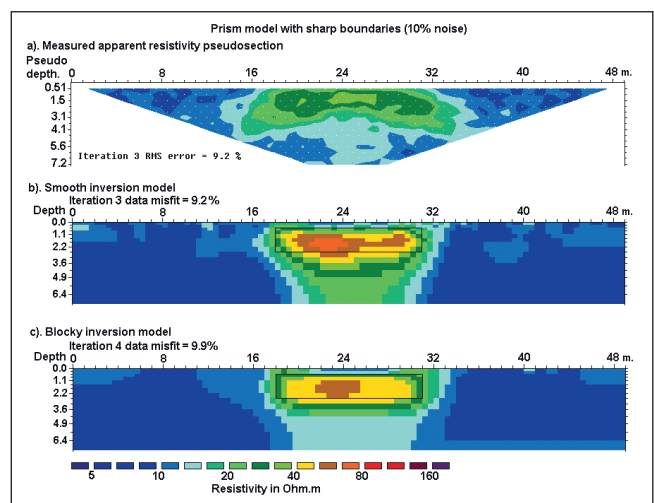 Prism model with sharp boundaries (10% noise)
a). Measured apparent resistivity pseudosection
Pseudo
depth.
0 8 16 24 32 40 48 m.
0.51
1.5
3.1
4.1
5.6
7.2
Iteration 3 RMS error = 9.2 %
b). Smooth inversion model
Iteration 3 data misfit = 9.2%
Depth 0 8 16 24 32 40 48 m.
0.0
1.1
2.2
3.6
4.9
6.4
c). Blocky inversion model
Iteration 4 data misfit = 9.9%
Depth 0 8 16 24 32 40 48 m.
0.0
1.1
2.2
3.6
4.9
6.4
5 10 20 40 80 160
Resistivity in Ohm.m